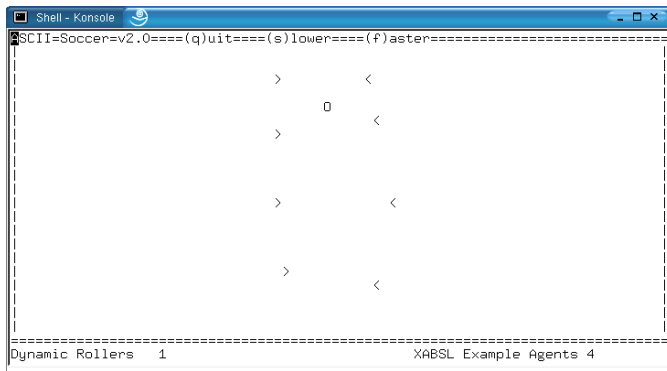 Shell - Konsole
ASCII=Soccer=v2.0====(q)uit====(s)lower====(f)aster=============================
> <
O
<
>
> <
>
<
================================================================================
Dynamic Rollers 1 XABSL Example Agents 4